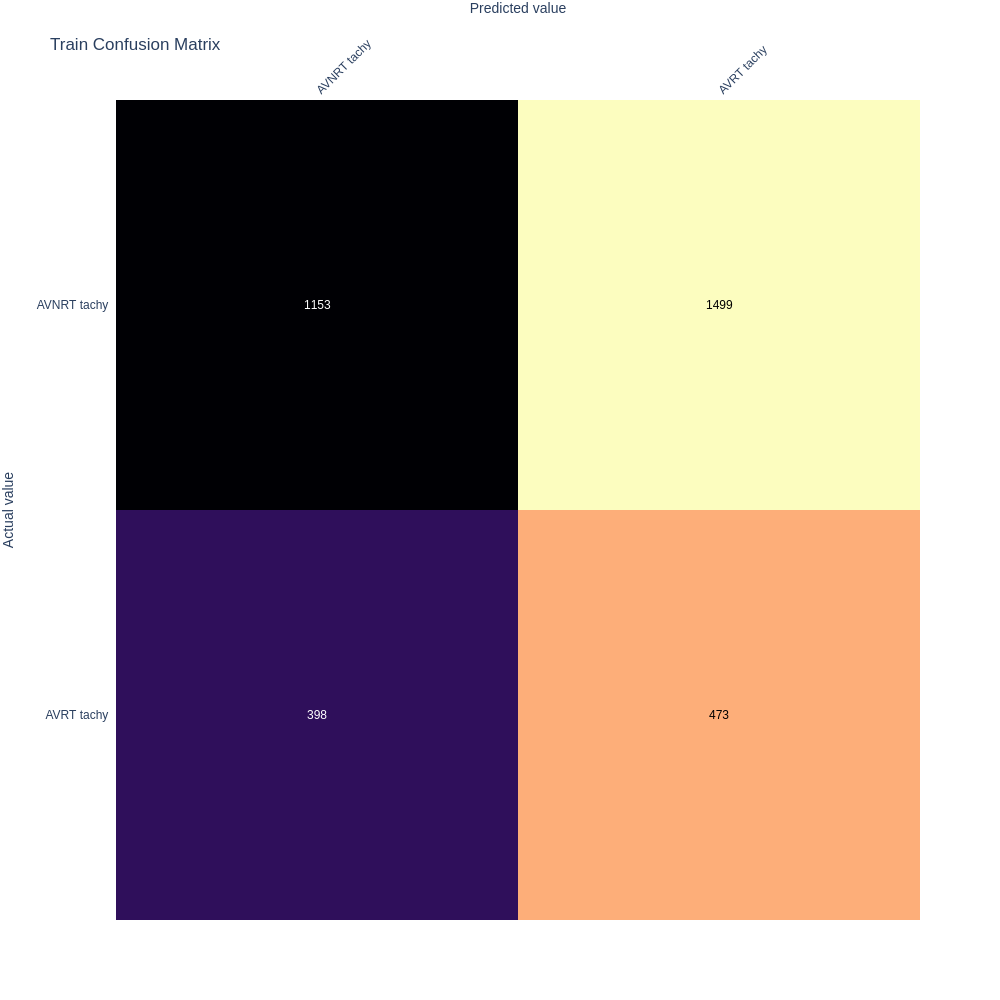 Predicted value
Train Confusion Matrix
AVNRT tachy
AVRT tachy
AVNRT tachy
1153
1499
Actual value
AVRT tachy
398
473